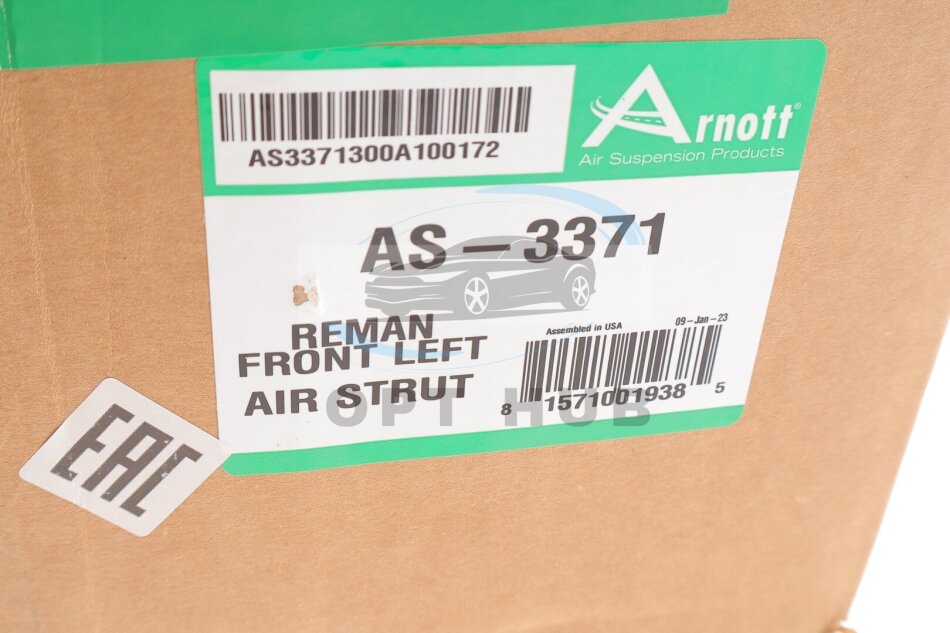 AS3371300A100172
Arnott®
Air Suspension Products
AS – 3371
REMAN
FRONT LEFT
AIR STRUT
Assembled in USA
09–Jan–23
8 1571001938 5
OPT HUB
EAC